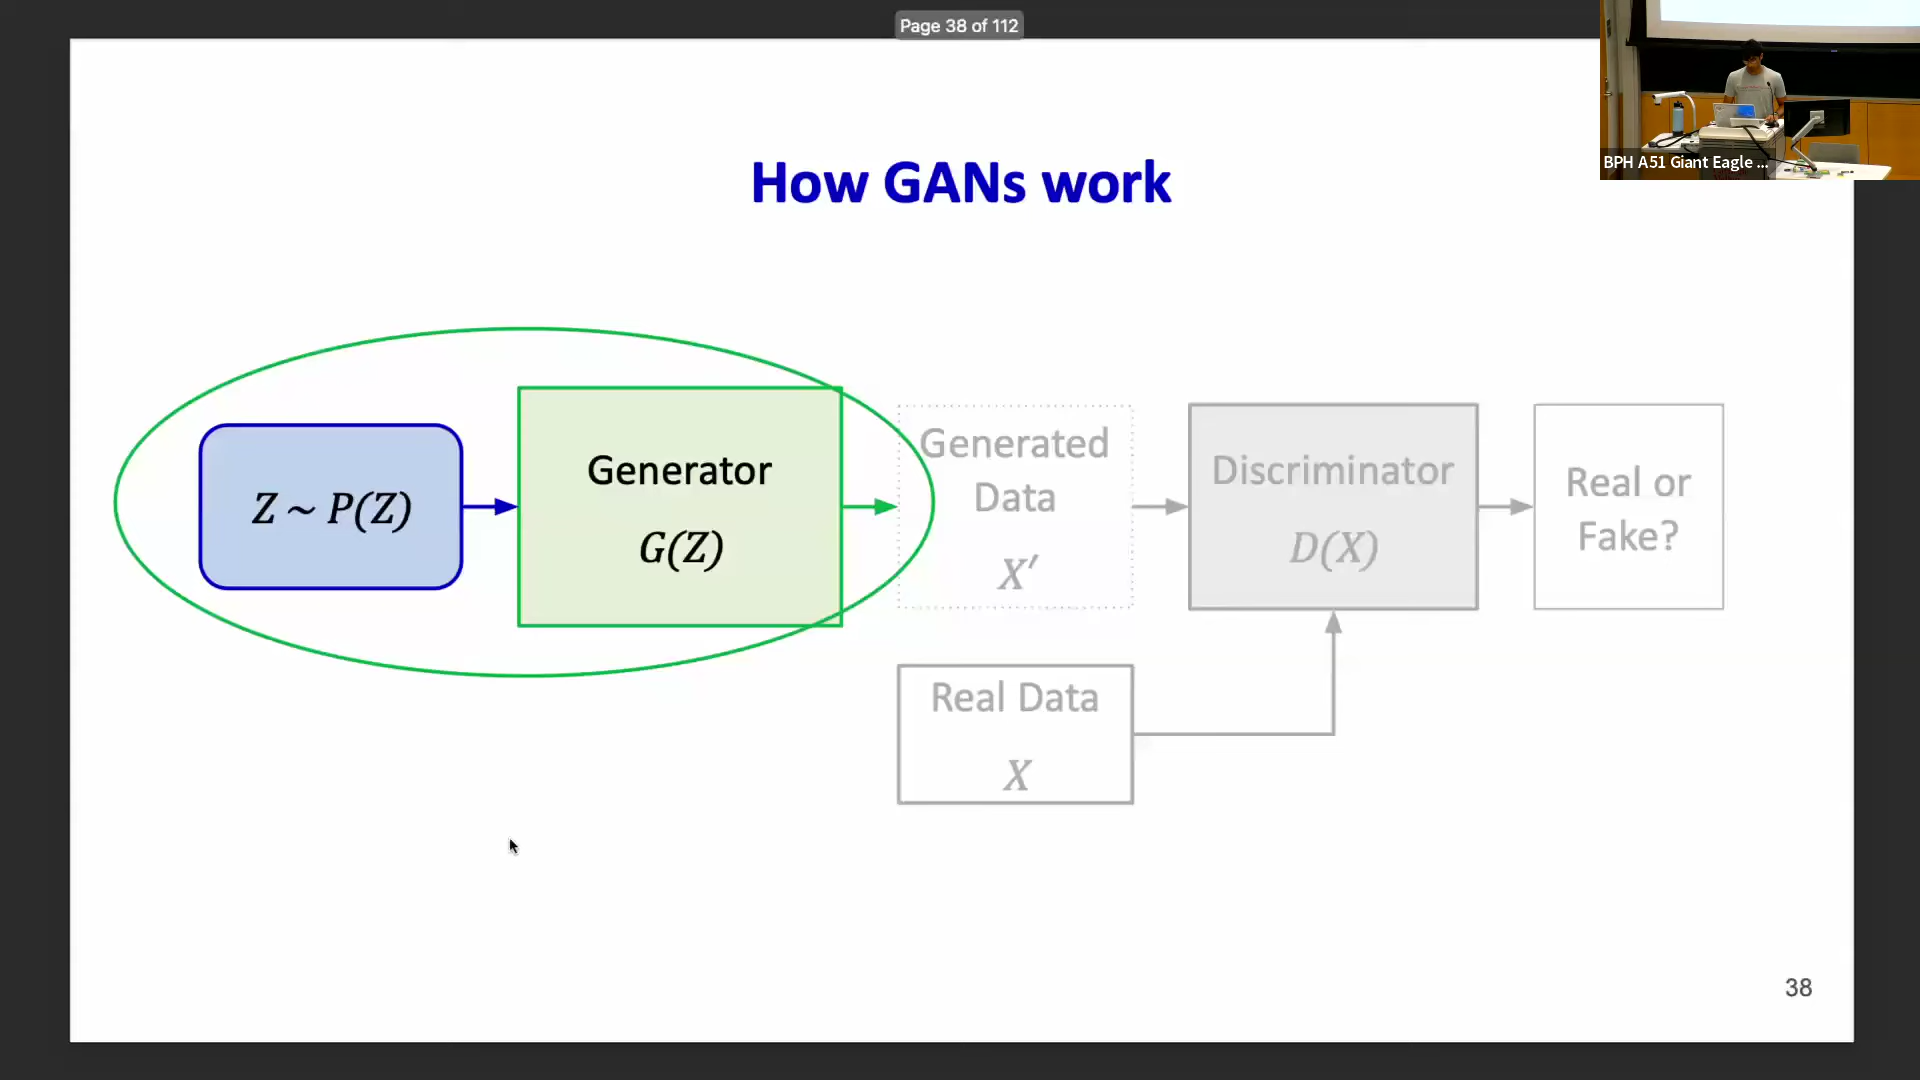 Page 38 of 112
BPH A51 Giant Eagle ...
How GANs work
Z ~ P(Z)
Generator
G(Z)
Generated
Data
X′
Discriminator
D(X)
Real or
Fake?
Real Data
X
38